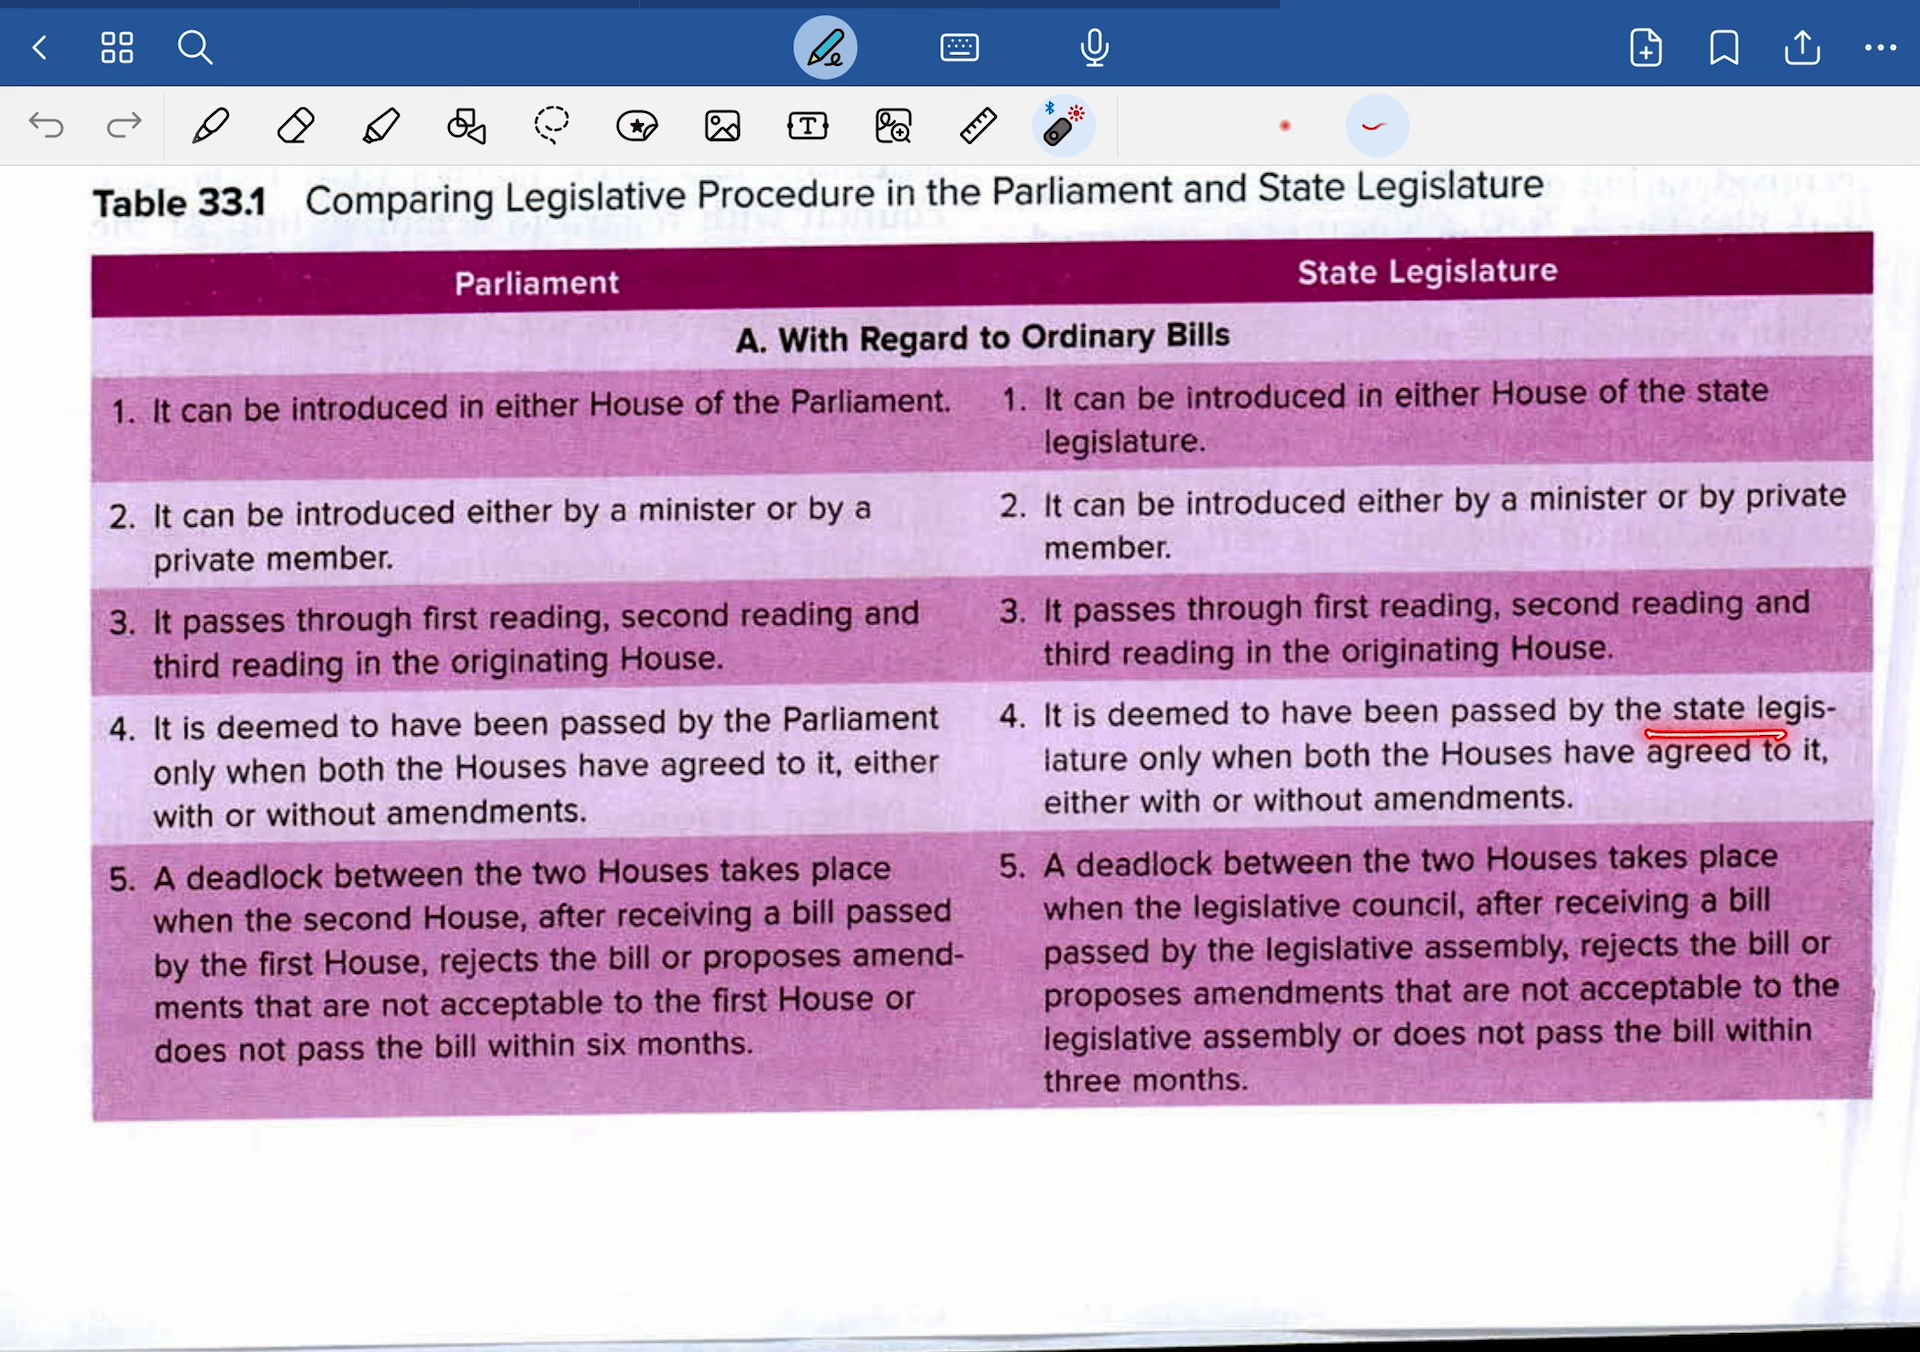 Table 33.1 Comparing Legislative Procedure in the Parliament and State Legislature
Parliament
State Legislature
A. With Regard to Ordinary Bills
1. It can be introduced in either House of the Parliament.
1. It can be introduced in either House of the state
legislature.
2. It can be introduced either by a minister or by a
private member.
2. It can be introduced either by a minister or by private
member.
3. It passes through first reading, second reading and
third reading in the originating House.
3. It passes through first reading, second reading and
third reading in the originating House.
4. It is deemed to have been passed by the Parliament
only when both the Houses have agreed to it, either
with or without amendments.
4. It is deemed to have been passed by the state legis-
lature only when both the Houses have agreed to it,
either with or without amendments.
5. A deadlock between the two Houses takes place
when the second House, after receiving a bill passed
by the first House, rejects the bill or proposes amend-
ments that are not acceptable to the first House or
does not pass the bill within six months.
5. A deadlock between the two Houses takes place
when the legislative council, after receiving a bill
passed by the legislative assembly, rejects the bill or
proposes amendments that are not acceptable to the
legislative assembly or does not pass the bill within
three months.